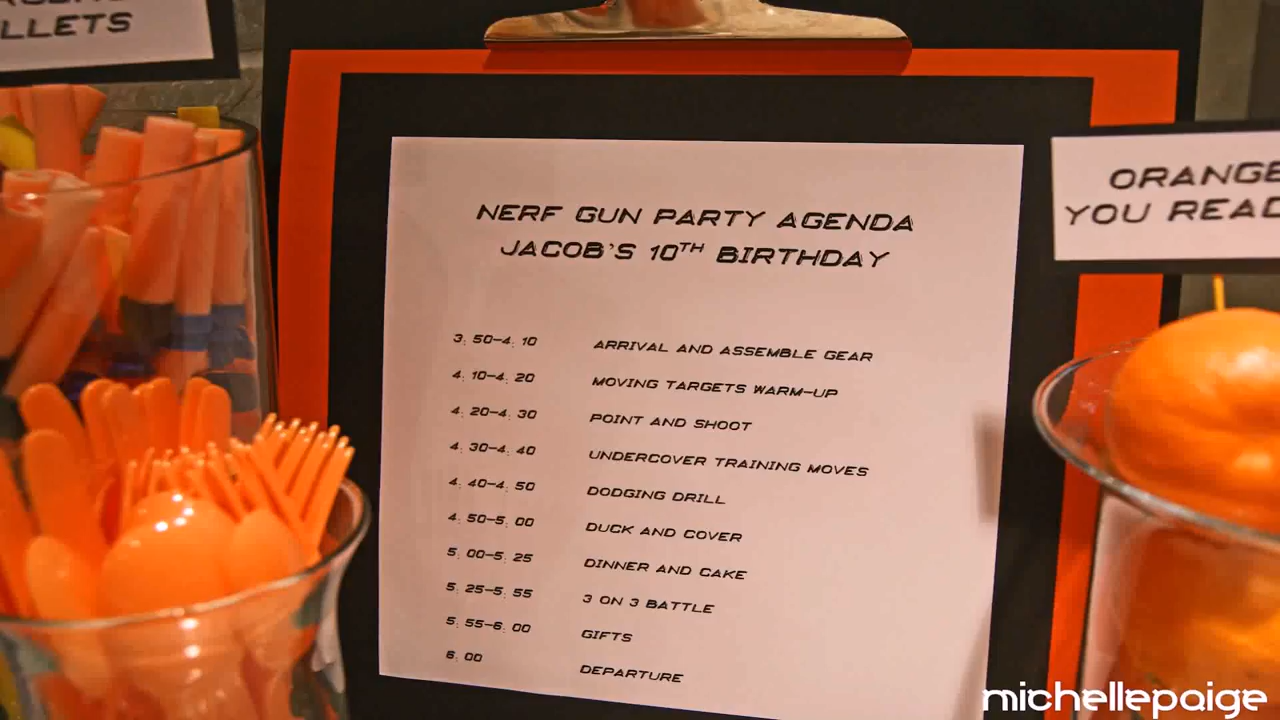 LLETS
NERF GUN PARTY AGENDA
JACOB'S 10TH BIRTHDAY
3:50-4:10 ARRIVAL AND ASSEMBLE GEAR
4:10-4:20 MOVING TARGETS WARM-UP
4:20-4:30 POINT AND SHOOT
4:30-4:40 UNDERCOVER TRAINING MOVES
4:40-4:50 DODGING DRILL
4:50-5:00 DUCK AND COVER
5:00-5:25 DINNER AND CAKE
5:25-5:55 3 ON 3 BATTLE
5:55-6:00 GIFTS
6:00 DEPARTURE
ORANGE
YOU READ
michellepaige